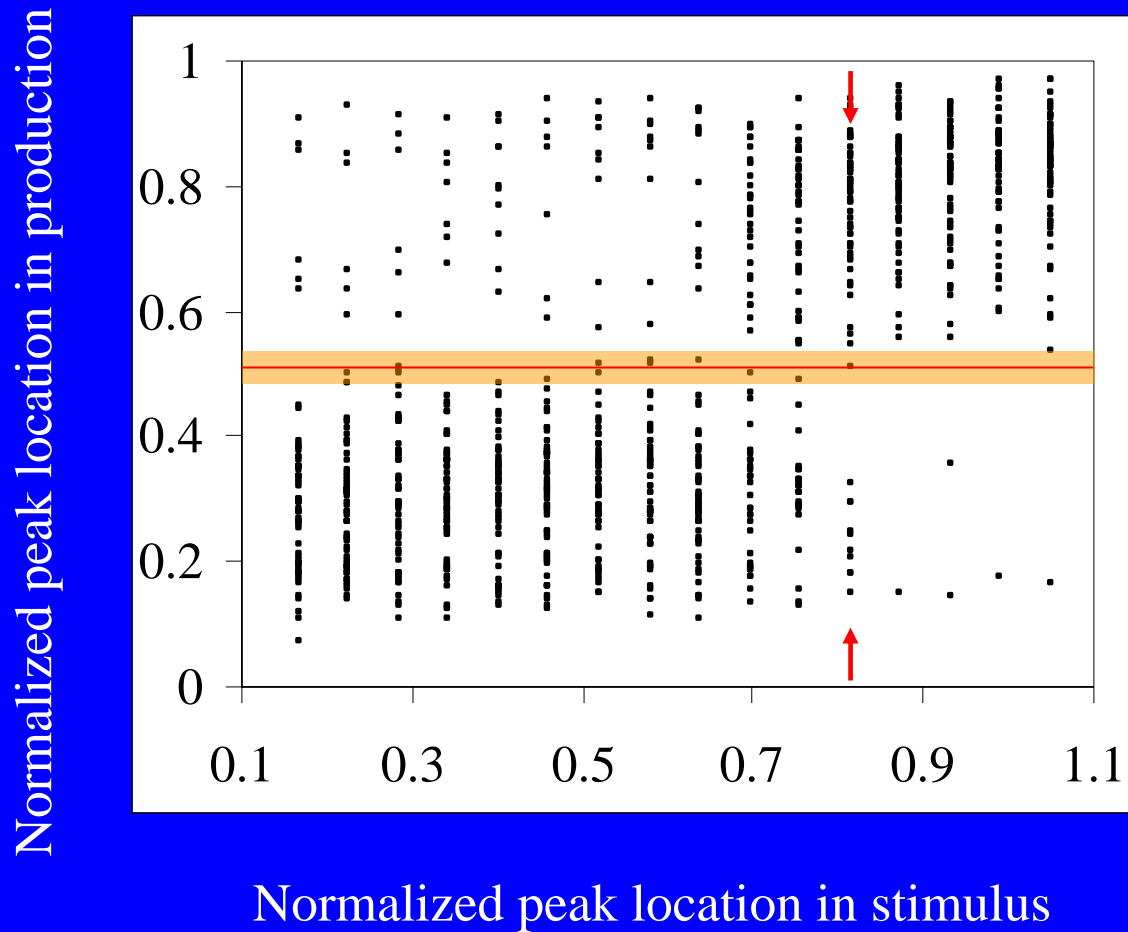 Normalized peak location in production
1
0.8
0.6
0.4
0.2
0
0.1 0.3 0.5 0.7 0.9 1.1
Normalized peak location in stimulus